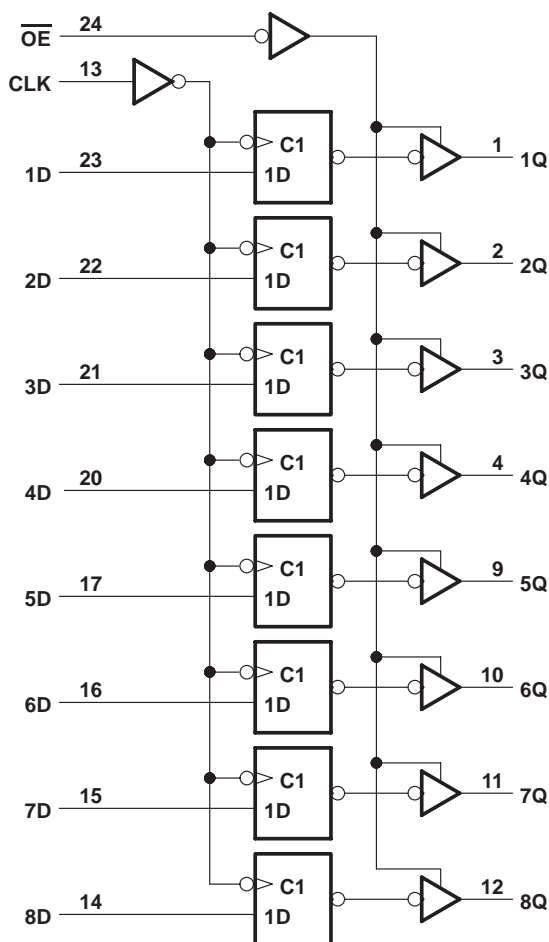 OE 24
CLK 13
C1
1D 23 1D 1 1Q
C1
2D 22 1D 2 2Q
C1
3D 21 1D 3 3Q
C1
4D 20 1D 4 4Q
C1
5D 17 1D 9 5Q
C1
6D 16 1D 10 6Q
C1
7D 15 1D 11 7Q
C1
8D 14 1D 12 8Q